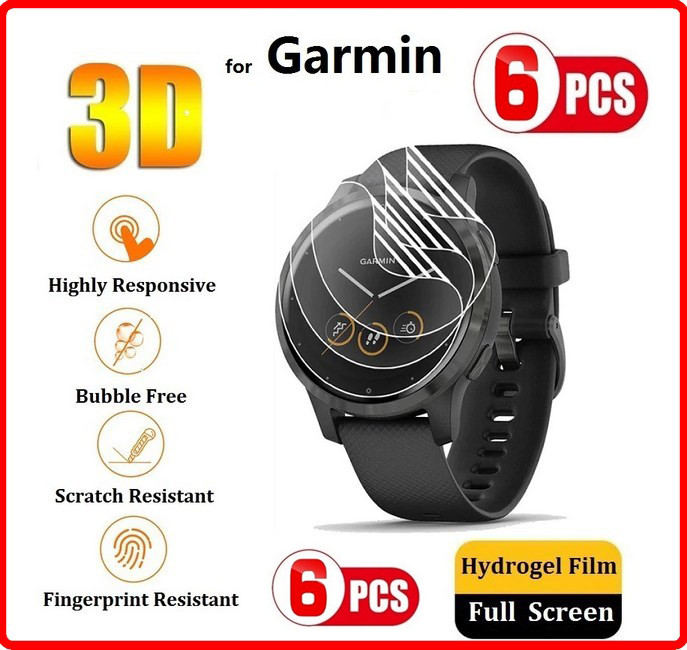 3D
for Garmin
6 PCS
Highly Responsive
Bubble Free
Scratch Resistant
Fingerprint Resistant
GARMIN
6 PCS
Hydrogel Film
Full Screen